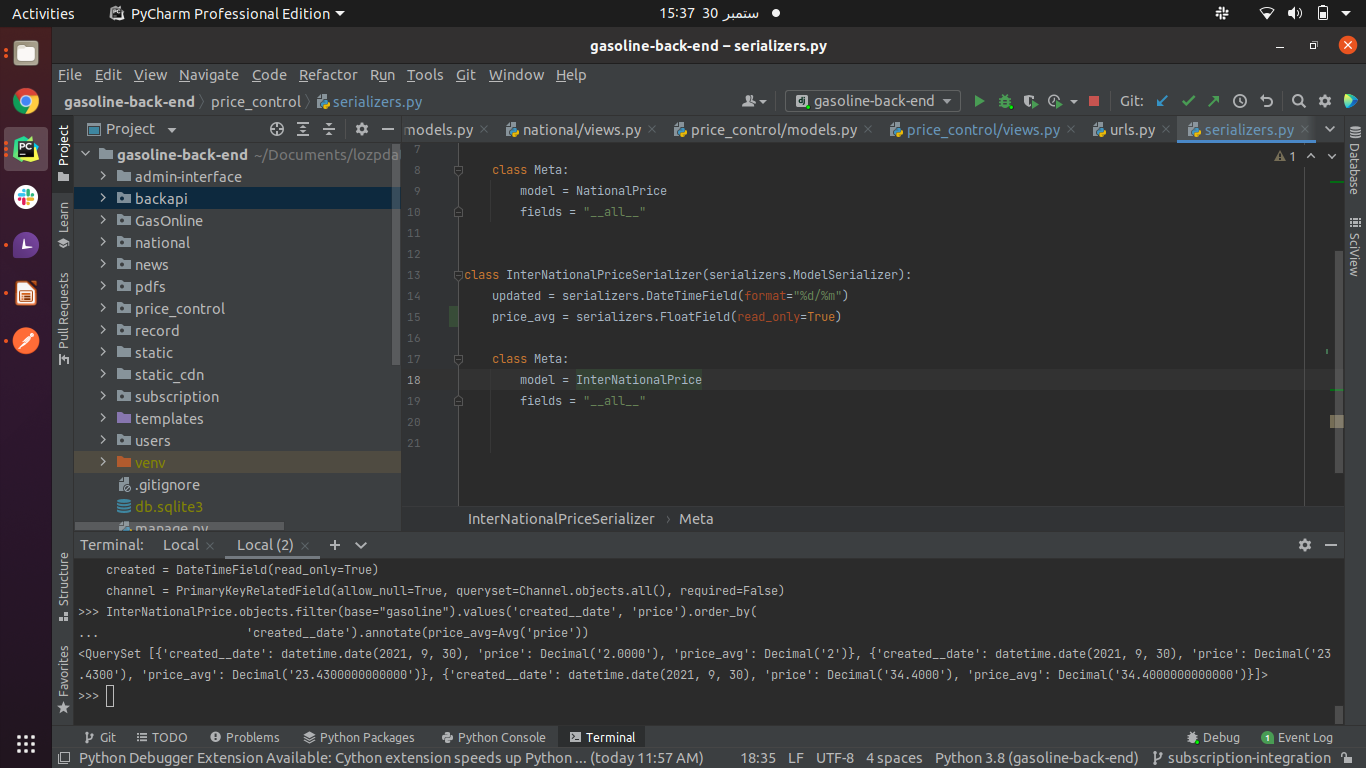 Activities PyCharm Professional Edition 15:37 30 ستمبر
gasoline-back-end – serializers.py
File Edit View Navigate Code Refactor Run Tools Git Window Help
gasoline-back-end price_control serializers.py gasoline-back-end Git:
Project models.py national/views.py price_control/models.py price_control/views.py urls.py serializers.py
gasoline-back-end ~/Documents/lozpda
admin-interface
backapi
GasOnline
national
news
pdfs
price_control
record
static
static_cdn
subscription
templates
users
venv
.gitignore
db.sqlite3
manage.py
Project
Learn
Pull Requests
Structure
Favorites
7
8 class Meta:
9 model = NationalPrice
10 fields = "__all__"
11
12
13 class InterNationalPriceSerializer(serializers.ModelSerializer):
14 updated = serializers.DateTimeField(format="%d/%m")
15 price_avg = serializers.FloatField(read_only=True)
16
17 class Meta:
18 model = InterNationalPrice
19 fields = "__all__"
20
21
1
Database
SciView
InterNationalPriceSerializer › Meta
Terminal: Local Local (2)
created = DateTimeField(read_only=True)
channel = PrimaryKeyRelatedField(allow_null=True, queryset=Channel.objects.all(), required=False)
>>> InterNationalPrice.objects.filter(base="gasoline").values('created__date', 'price').order_by(
... 'created__date').annotate(price_avg=Avg('price'))
<QuerySet [{'created__date': datetime.date(2021, 9, 30), 'price': Decimal('2.0000'), 'price_avg': Decimal('2')}, {'created__date': datetime.date(2021, 9, 30), 'price': Decimal('23
.4300'), 'price_avg': Decimal('23.4300000000000')}, {'created__date': datetime.date(2021, 9, 30), 'price': Decimal('34.4000'), 'price_avg': Decimal('34.4000000000000')}]>
>>>
Git TODO Problems Python Packages Python Console Terminal Debug 1 Event Log
Python Debugger Extension Available: Cython extension speeds up Python ... (today 11:57 AM) 18:35 LF UTF-8 4 spaces Python 3.8 (gasoline-back-end) subscription-integration